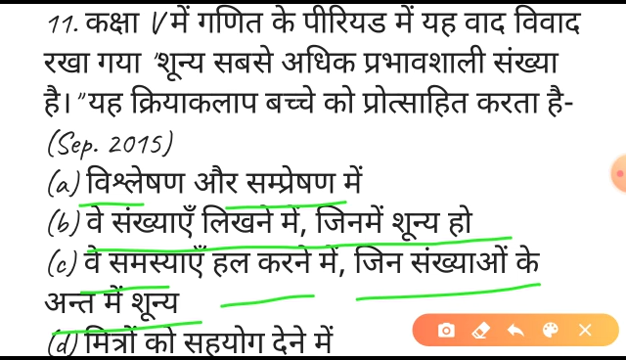 11. कक्षा V में गणित के पीरियड में यह वाद विवाद
रखा गया "शून्य सबसे अधिक प्रभावशाली संख्या
है। "यह क्रियाकलाप बच्चे को प्रोत्साहित करता है-
(Sep. 2015)
(a) विश्लेषण और सम्प्रेषण में
(b) वे संख्याएँ लिखने में, जिनमें शून्य हो
(c) वे समस्याएँ हल करने में, जिन संख्याओं के
अन्त में शून्य
(d) मित्रों को सहयोग देने में